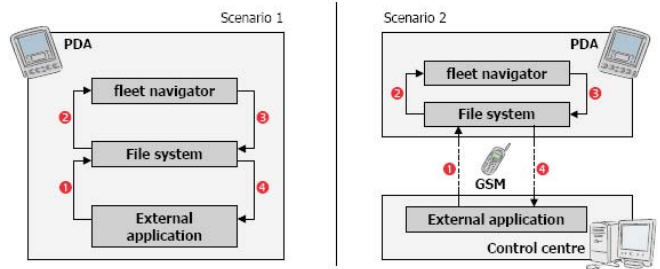 Scenario 1
PDA
fleet navigator
2
3
File system
1
4
External
application
Scenario 2
PDA
fleet navigator
2
3
File system
1
4
GSM
External application
Control centre